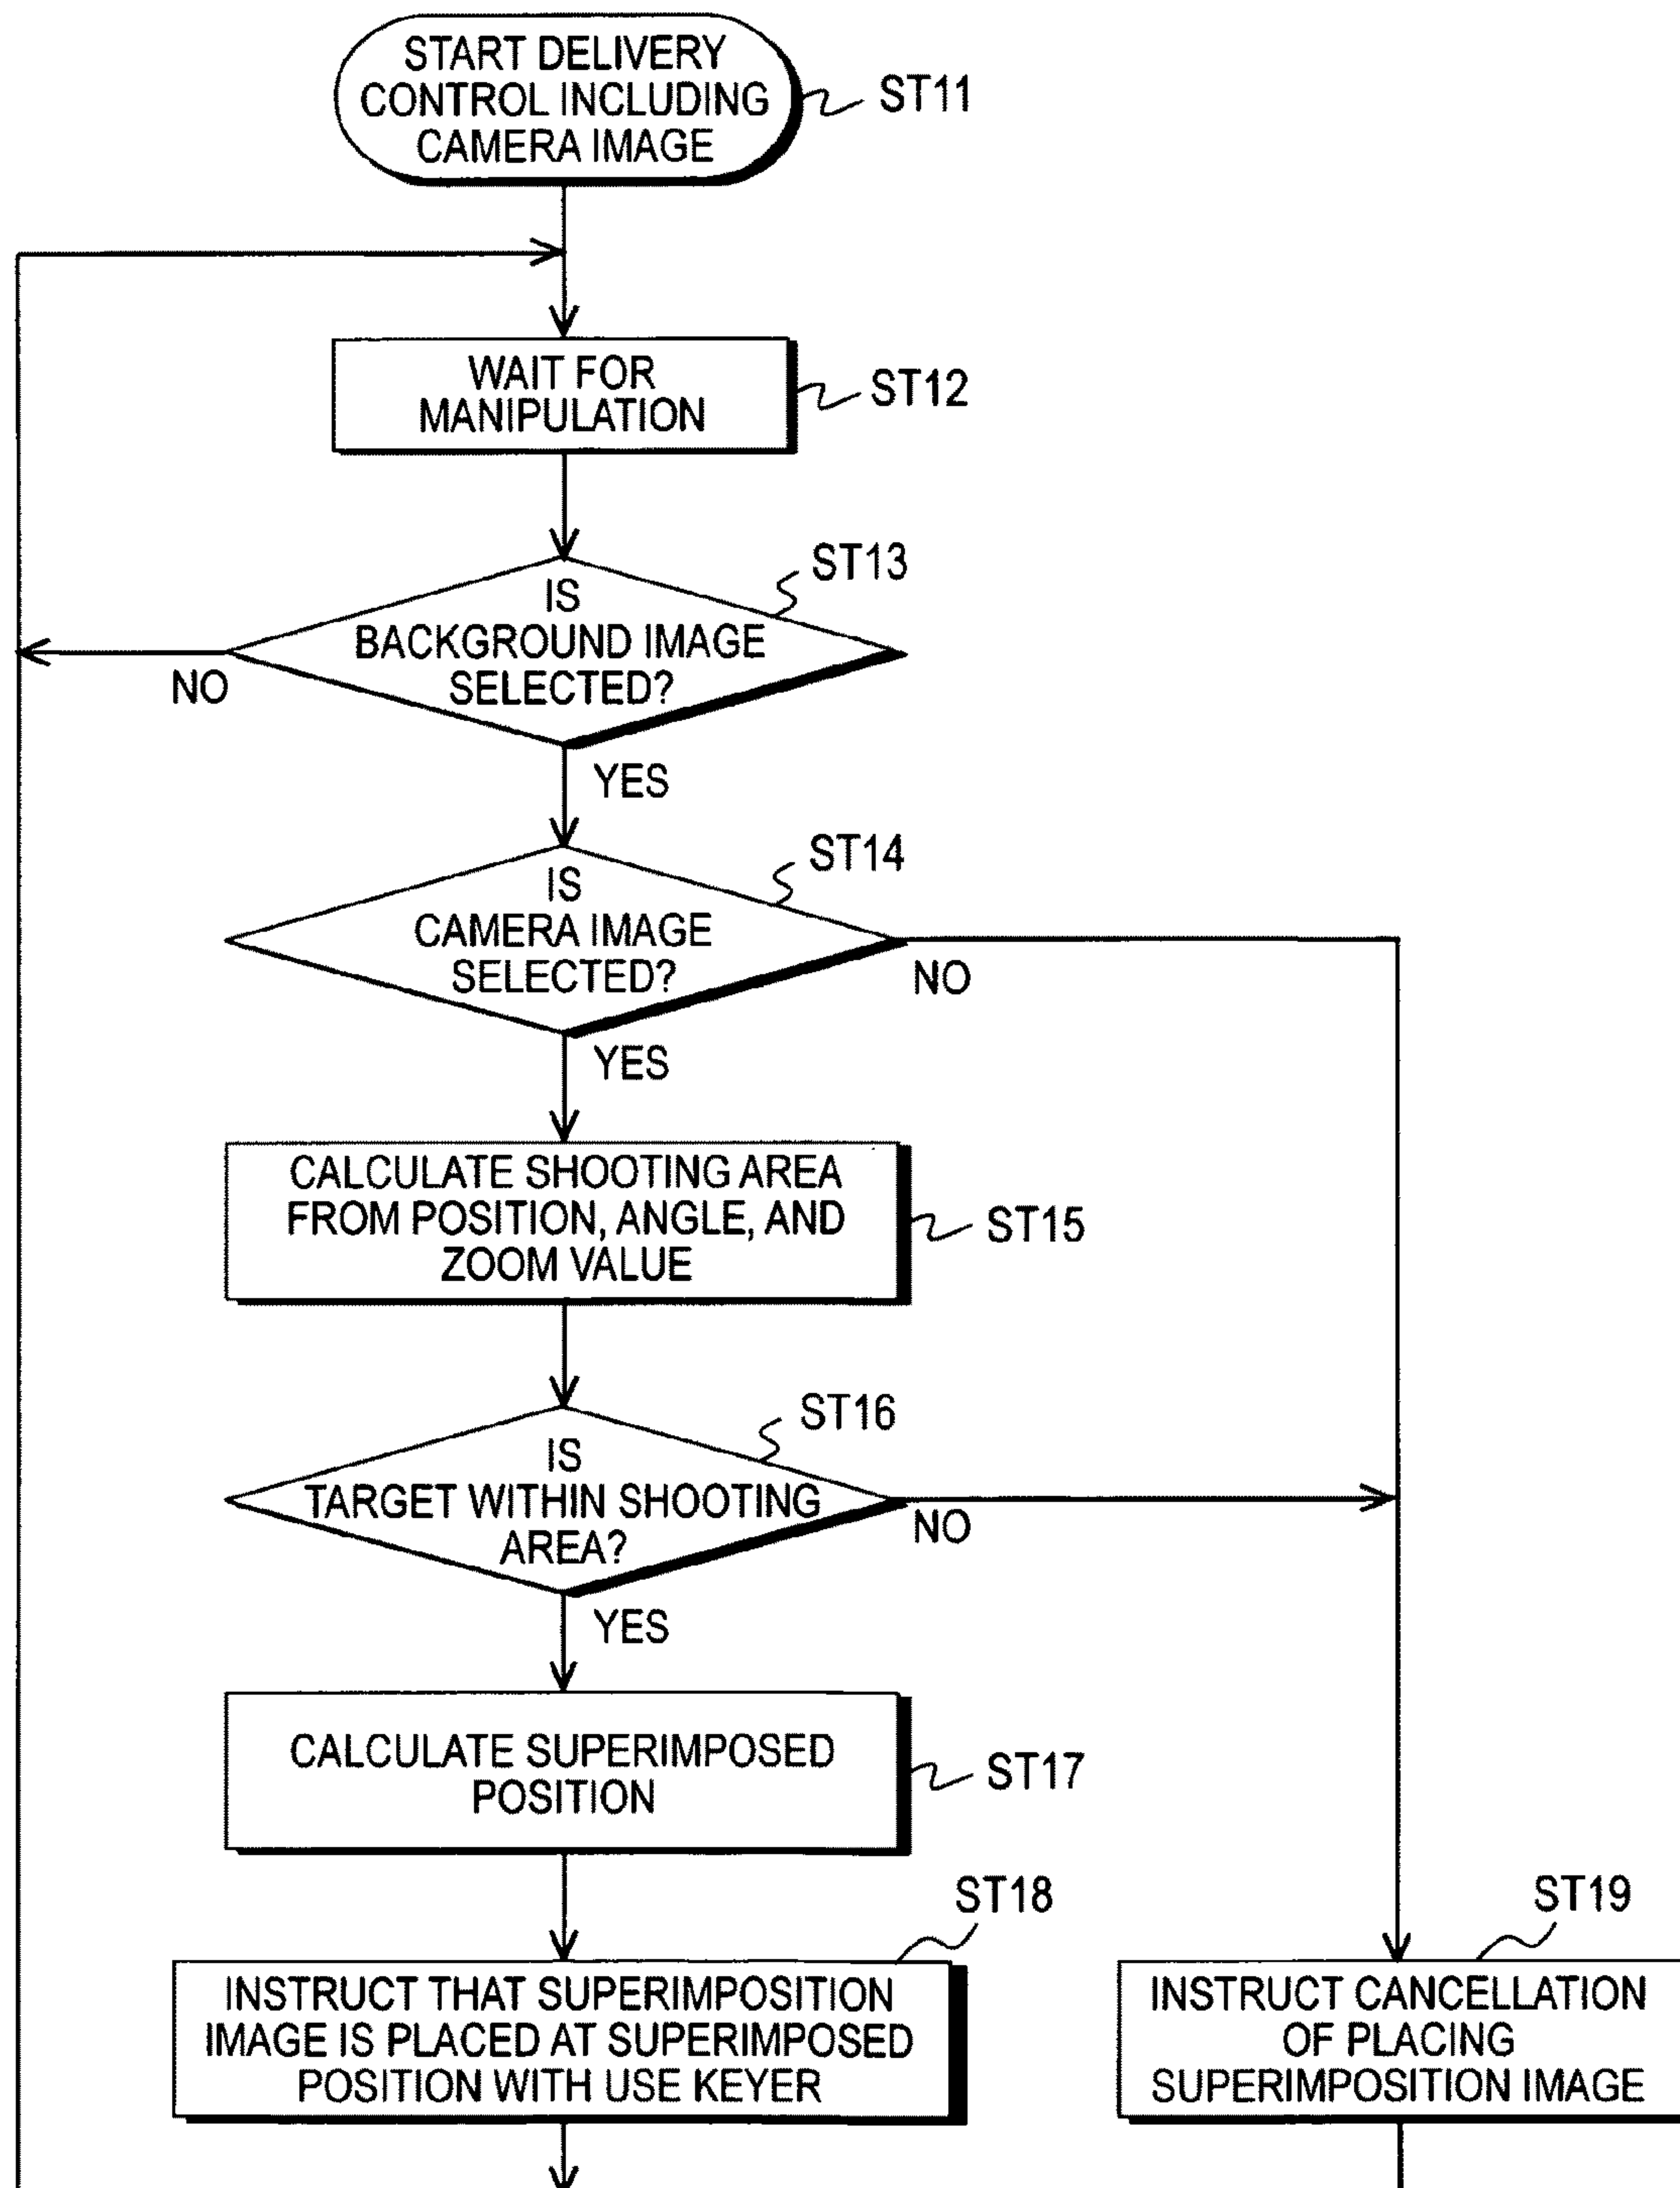 START DELIVERY
CONTROL INCLUDING
CAMERA IMAGE
ST11
WAIT FOR
MANIPULATION
ST12
ST13
IS
BACKGROUND IMAGE
SELECTED?
NO
YES
ST14
IS
CAMERA IMAGE
SELECTED?
NO
YES
CALCULATE SHOOTING AREA
FROM POSITION, ANGLE, AND
ZOOM VALUE
ST15
ST16
IS
TARGET WITHIN SHOOTING
AREA?
NO
YES
CALCULATE SUPERIMPOSED
POSITION
ST17
ST18
INSTRUCT THAT SUPERIMPOSITION
IMAGE IS PLACED AT SUPERIMPOSED
POSITION WITH USE KEYER
ST19
INSTRUCT CANCELLATION
OF PLACING
SUPERIMPOSITION IMAGE